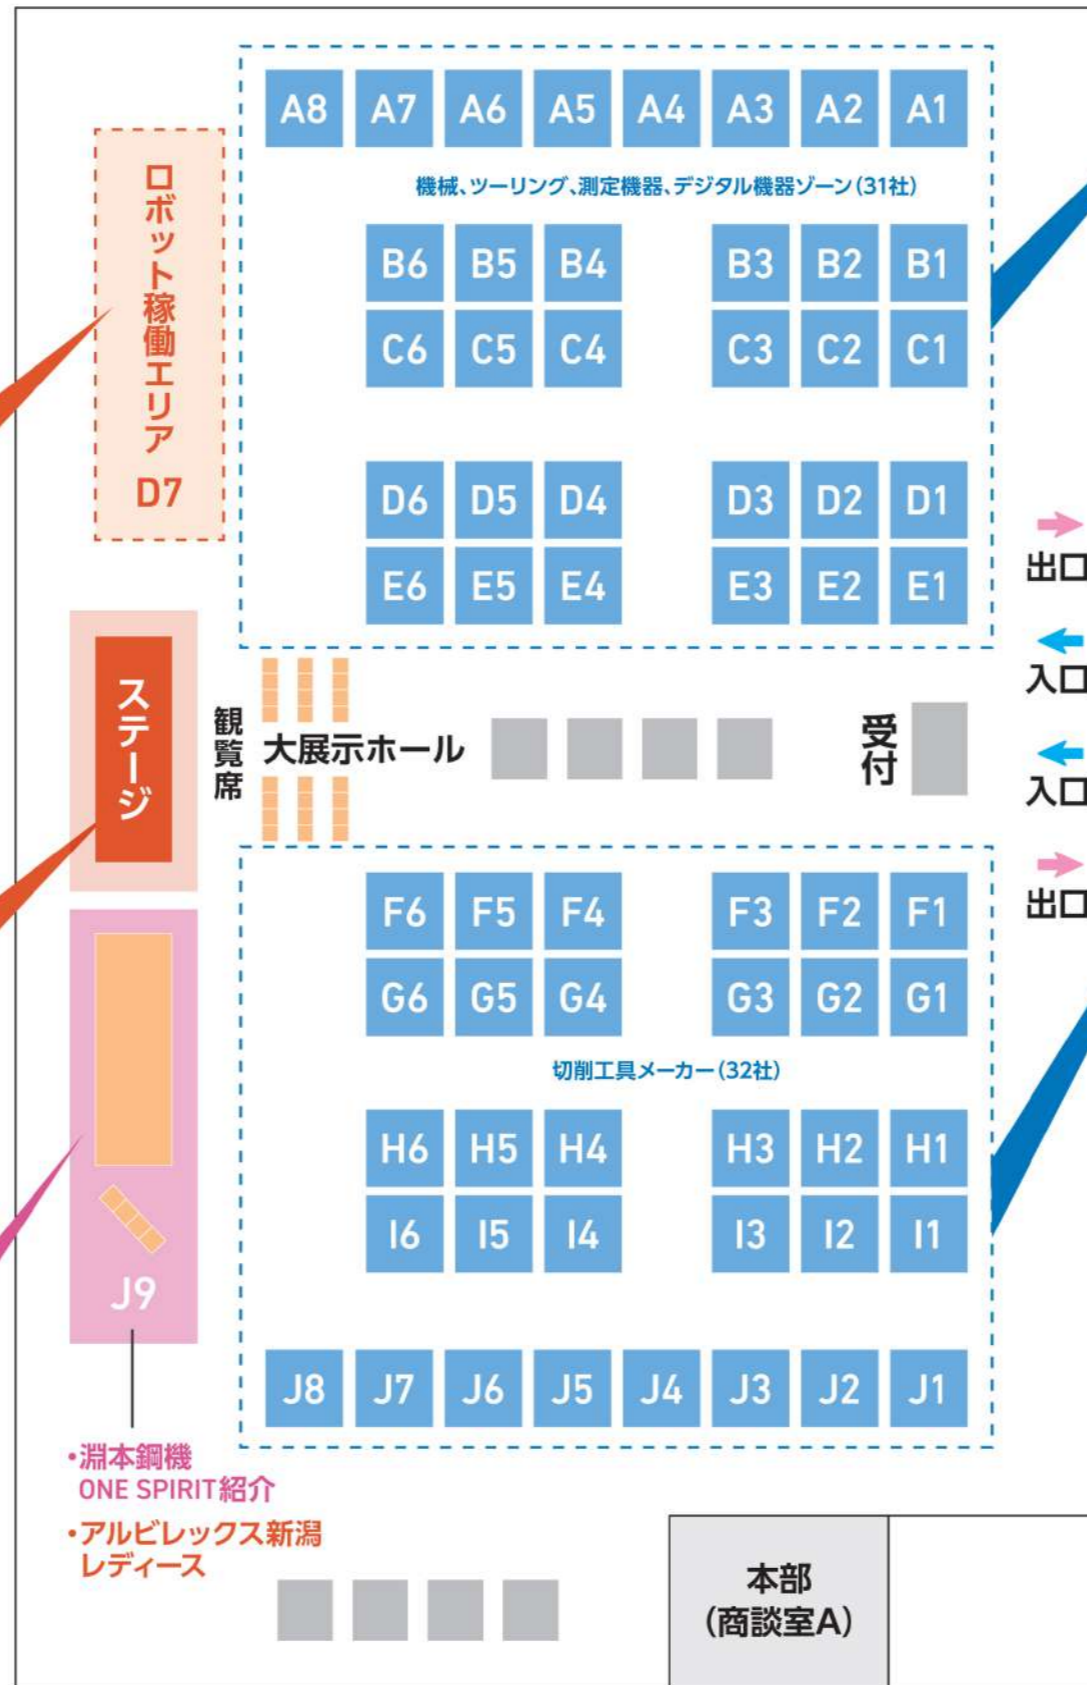 A8 A7 A6 A5 A4 A3 A2 A1
機械、ツーリング、測定機器、デジタル機器ゾーン(31社)
B6 B5 B4 B3 B2 B1
C6 C5 C4 C3 C2 C1
D6 D5 D4 D3 D2 D1
E6 E5 E4 E3 E2 E1
ロボット稼働エリア
D7
出口
入口
入口
出口
ステージ
観覧席
大展示ホール
受付
F6 F5 F4 F3 F2 F1
G6 G5 G4 G3 G2 G1
切削工具メーカー(32社)
H6 H5 H4 H3 H2 H1
I6 I5 I4 I3 I2 I1
J9
J8 J7 J6 J5 J4 J3 J2 J1
・淵本鋼機
ONE SPIRIT紹介
・アルビレックス新潟
レディース
本部
(商談室A)